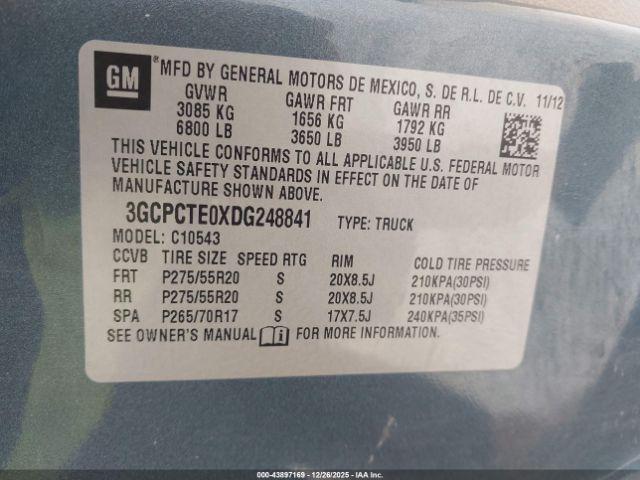 GM
® MFD BY GENERAL MOTORS DE MEXICO, S. DE R.L. DE C.V. 11/12
GVWR GAWR FRT GAWR RR
3085 KG 1656 KG 1792 KG
6800 LB 3650 LB 3950 LB
THIS VEHICLE CONFORMS TO ALL APPLICABLE U.S. FEDERAL MOTOR
VEHICLE SAFETY STANDARDS IN EFFECT ON THE DATE OF
MANUFACTURE SHOWN ABOVE.
3GCPCTE0XDG248841 TYPE: TRUCK
MODEL: C10543
CCVB TIRE SIZE SPEED RTG RIM COLD TIRE PRESSURE
FRT P275/55R20 S 20X8.5J 210KPA(30PSI)
RR P275/55R20 S 20X8.5J 210KPA(30PSI)
SPA P265/70R17 S 17X7.5J 240KPA(35PSI)
SEE OWNER'S MANUAL i FOR MORE INFORMATION.
000-43897169 - 12/26/2025 - IAA Inc.